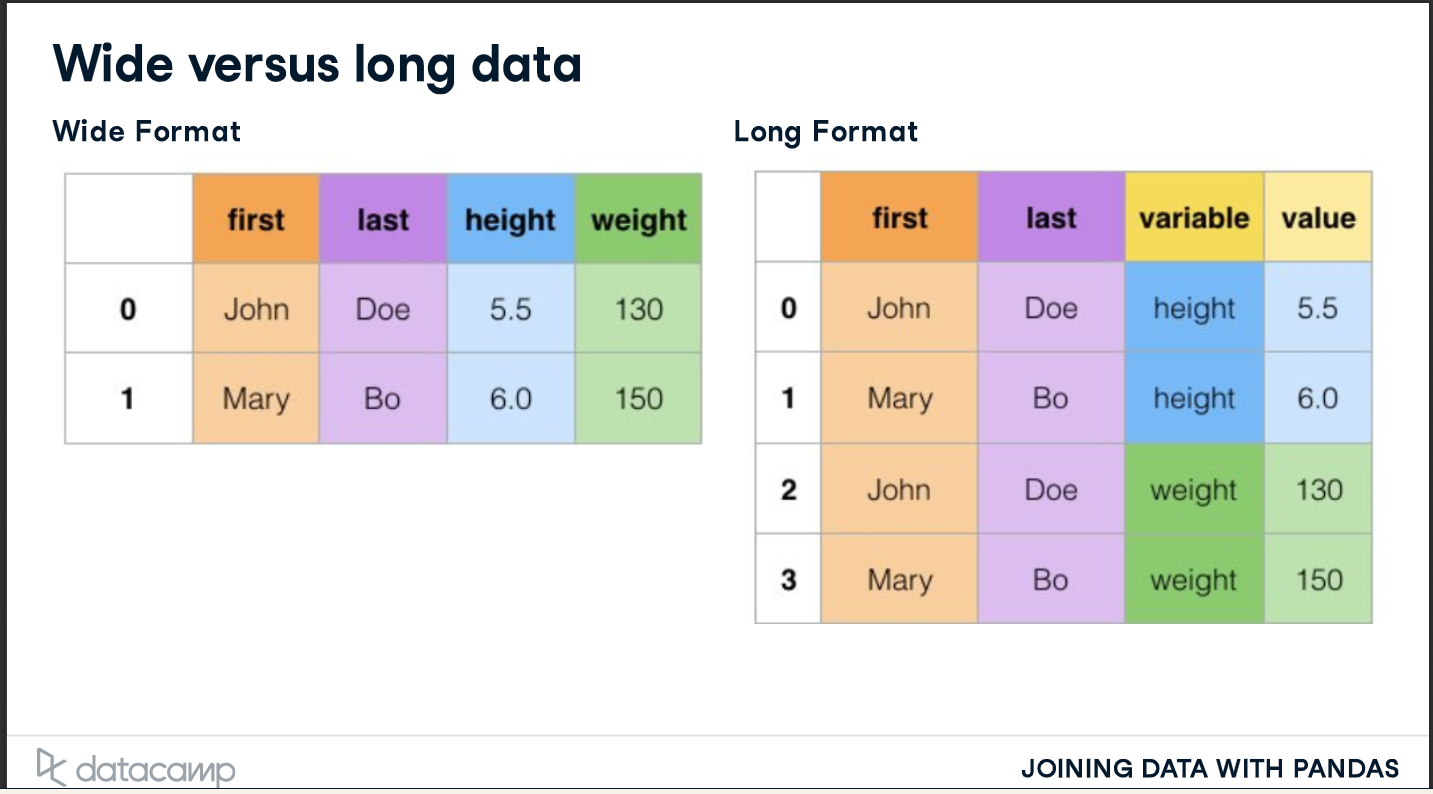 Wide versus long data
Wide Format
first last height weight
0 John Doe 5.5 130
1 Mary Bo 6.0 150
Long Format
first last variable value
0 John Doe height 5.5
1 Mary Bo height 6.0
2 John Doe weight 130
3 Mary Bo weight 150
datacamp
JOINING DATA WITH PANDAS